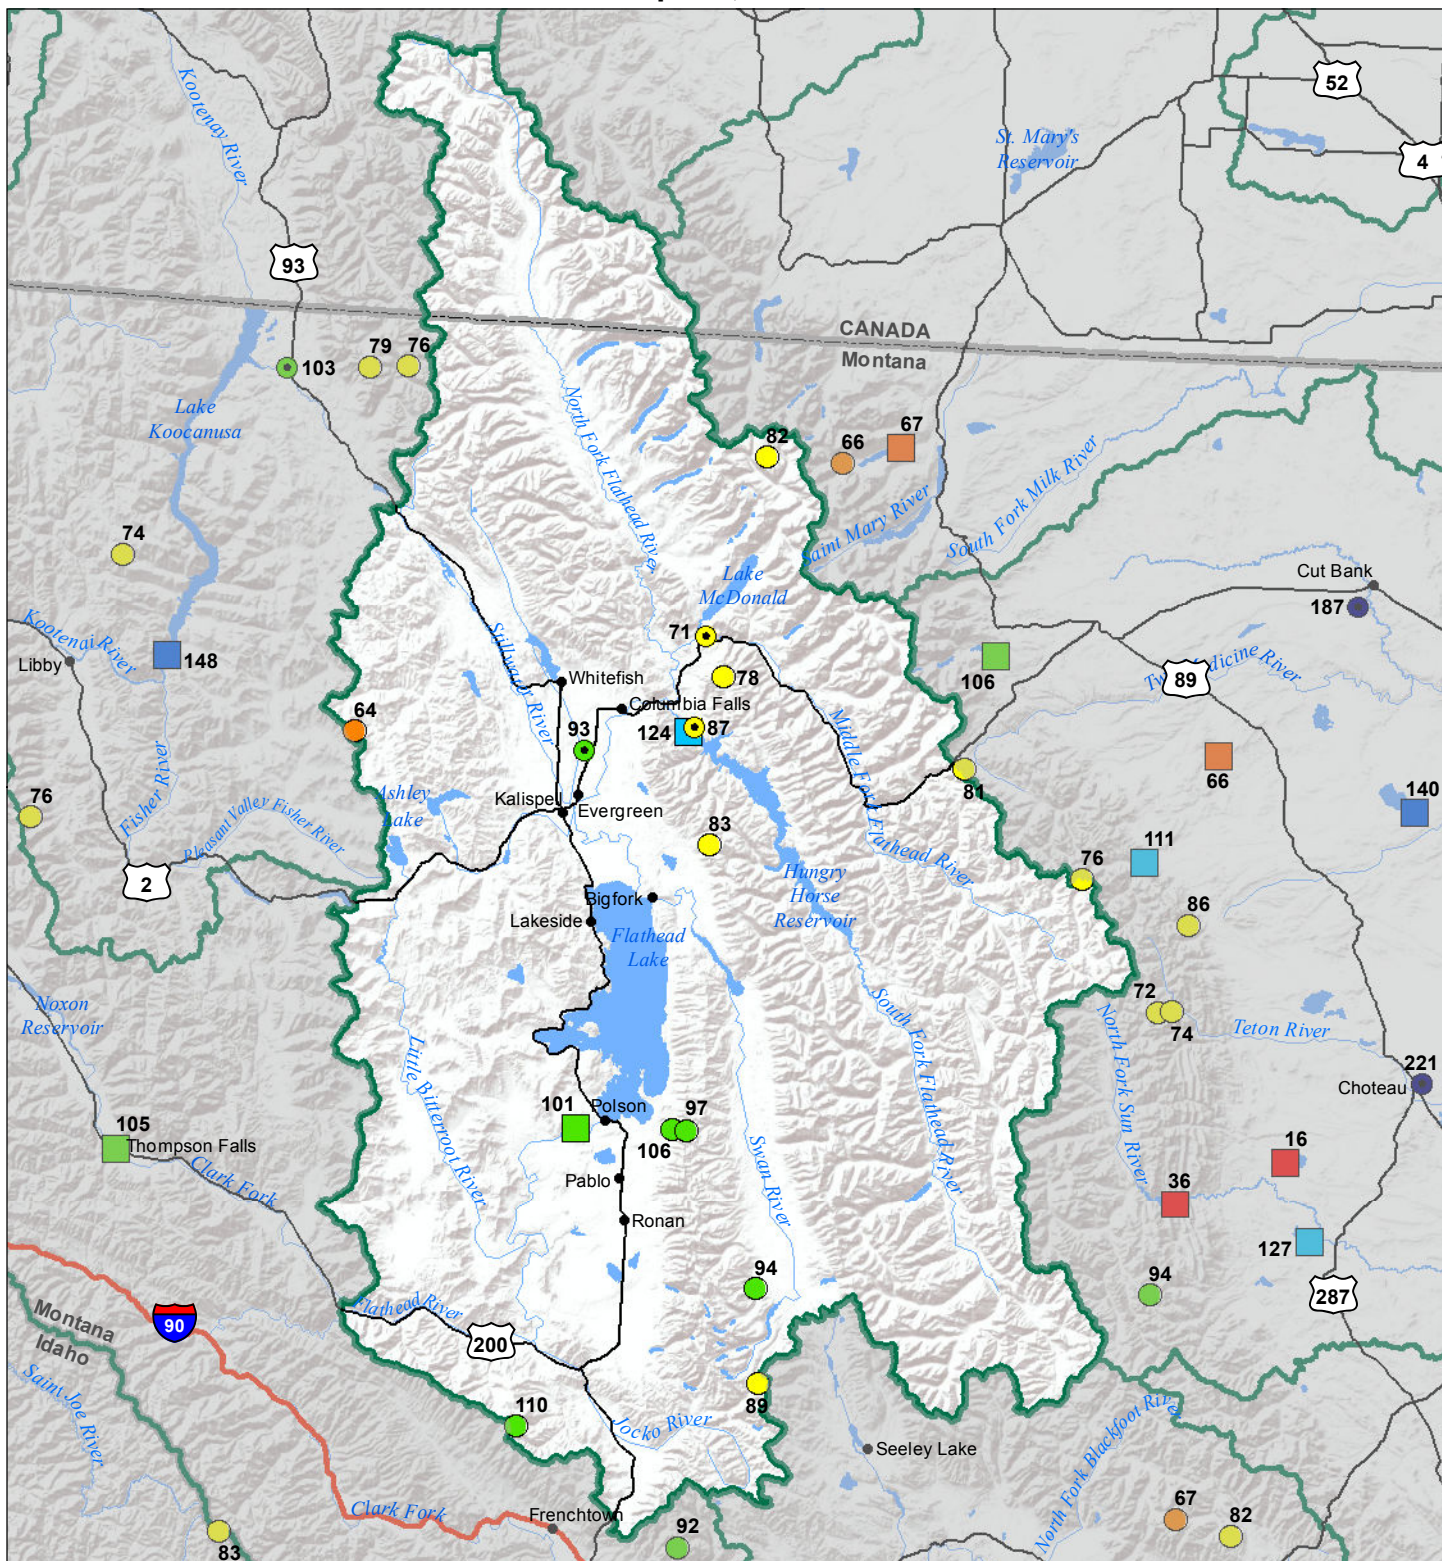 52
4
St. Mary's
Reservoir
Kootenay River
93
CANADA
Montana
103
79
76
Lake
Koocanusa
North Fork Flathead River
82
66
67
Saint Mary River
South Fork Milk River
74
Lake
McDonald
Cut Bank
187
Kootenai River
Libby
148
Stillwater River
71
78
Whitefish
Columbia Falls
106
Two Medicine River
89
64
93
124
87
Middle Fork Flathead River
81
66
76
Fisher River
Pleasant Valley Fisher River
Ashley
Lake
Kalispell
Evergreen
83
140
111
2
76
86
Hungry
Horse
Reservoir
Bigfork
Lakeside
Flathead
Lake
Noxon
Reservoir
72
74
Teton River
North Fork Sun River
South Fork Flathead River
Little Bitterroot River
221
Choteau
101
Polson
97
106
105
Thompson Falls
Clark Fork
Swan River
16
36
Pablo
Ronan
127
94
94
287
Montana
Idaho
90
Flathead River
200
Saint Joe River
89
110
Jocko River
Seeley Lake
North Fork Blackfoot River
Clark Fork
Frenchtown
67
82
83
92